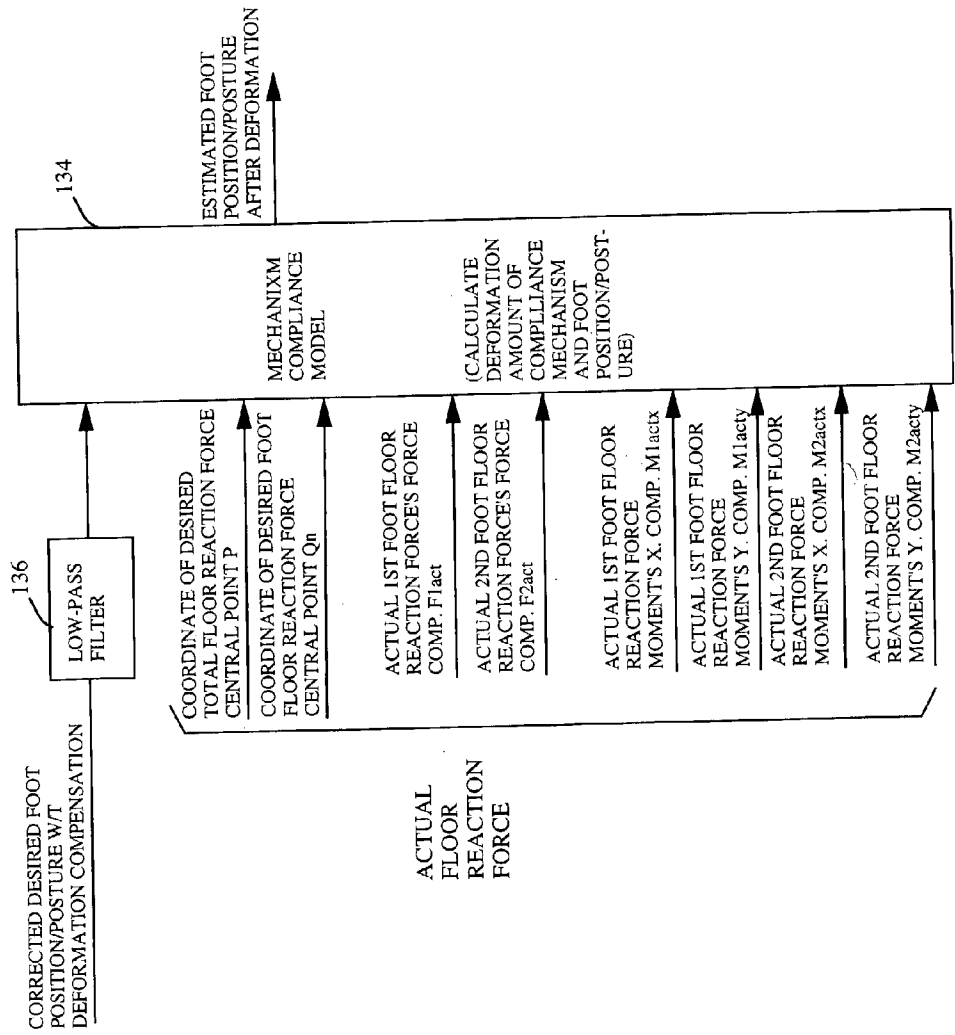 CORRECTED DESIRED FOOT
POSITION/POSTURE W/T
DEFORMATION COMPENSATION
136
LOW-PASS
FILTER
134
ESTIMATED FOOT
POSITION/POSTURE
AFTER DEFORMATION
MECHANIXM
COMPLIANCE
MODEL
(CALCULATE
DEFORMATION
AMOUNT OF
COMPLLIANCE
MECHANISM
AND FOOT
POSITION/POST-
URE)
COORDINATE OF DESIRED
TOTAL FLOOR REACTION FORCE
CENTRAL POINT P
COORDINATE OF DESIRED FOOT
FLOOR REACTION FORCE
CENTRAL POINT Qn
ACTUAL 1ST FOOT FLOOR
REACTION FORCE'S FORCE
COMP. F1act
ACTUAL 2ND FOOT FLOOR
REACTION FORCE'S FORCE
COMP. F2act
ACTUAL 1ST FOOT FLOOR
REACTION FORCE
MOMENT'S X. COMP. M1actx
ACTUAL 1ST FOOT FLOOR
REACTION FORCE
MOMENT'S Y. COMP. M1acty
ACTUAL 2ND FOOT FLOOR
REACTION FORCE
MOMENT'S X. COMP. M2actx
ACTUAL 2ND FOOT FLOOR
REACTION FORCE
MOMENT'S Y. COMP. M2acty
ACTUAL
FLOOR
REACTION
FORCE